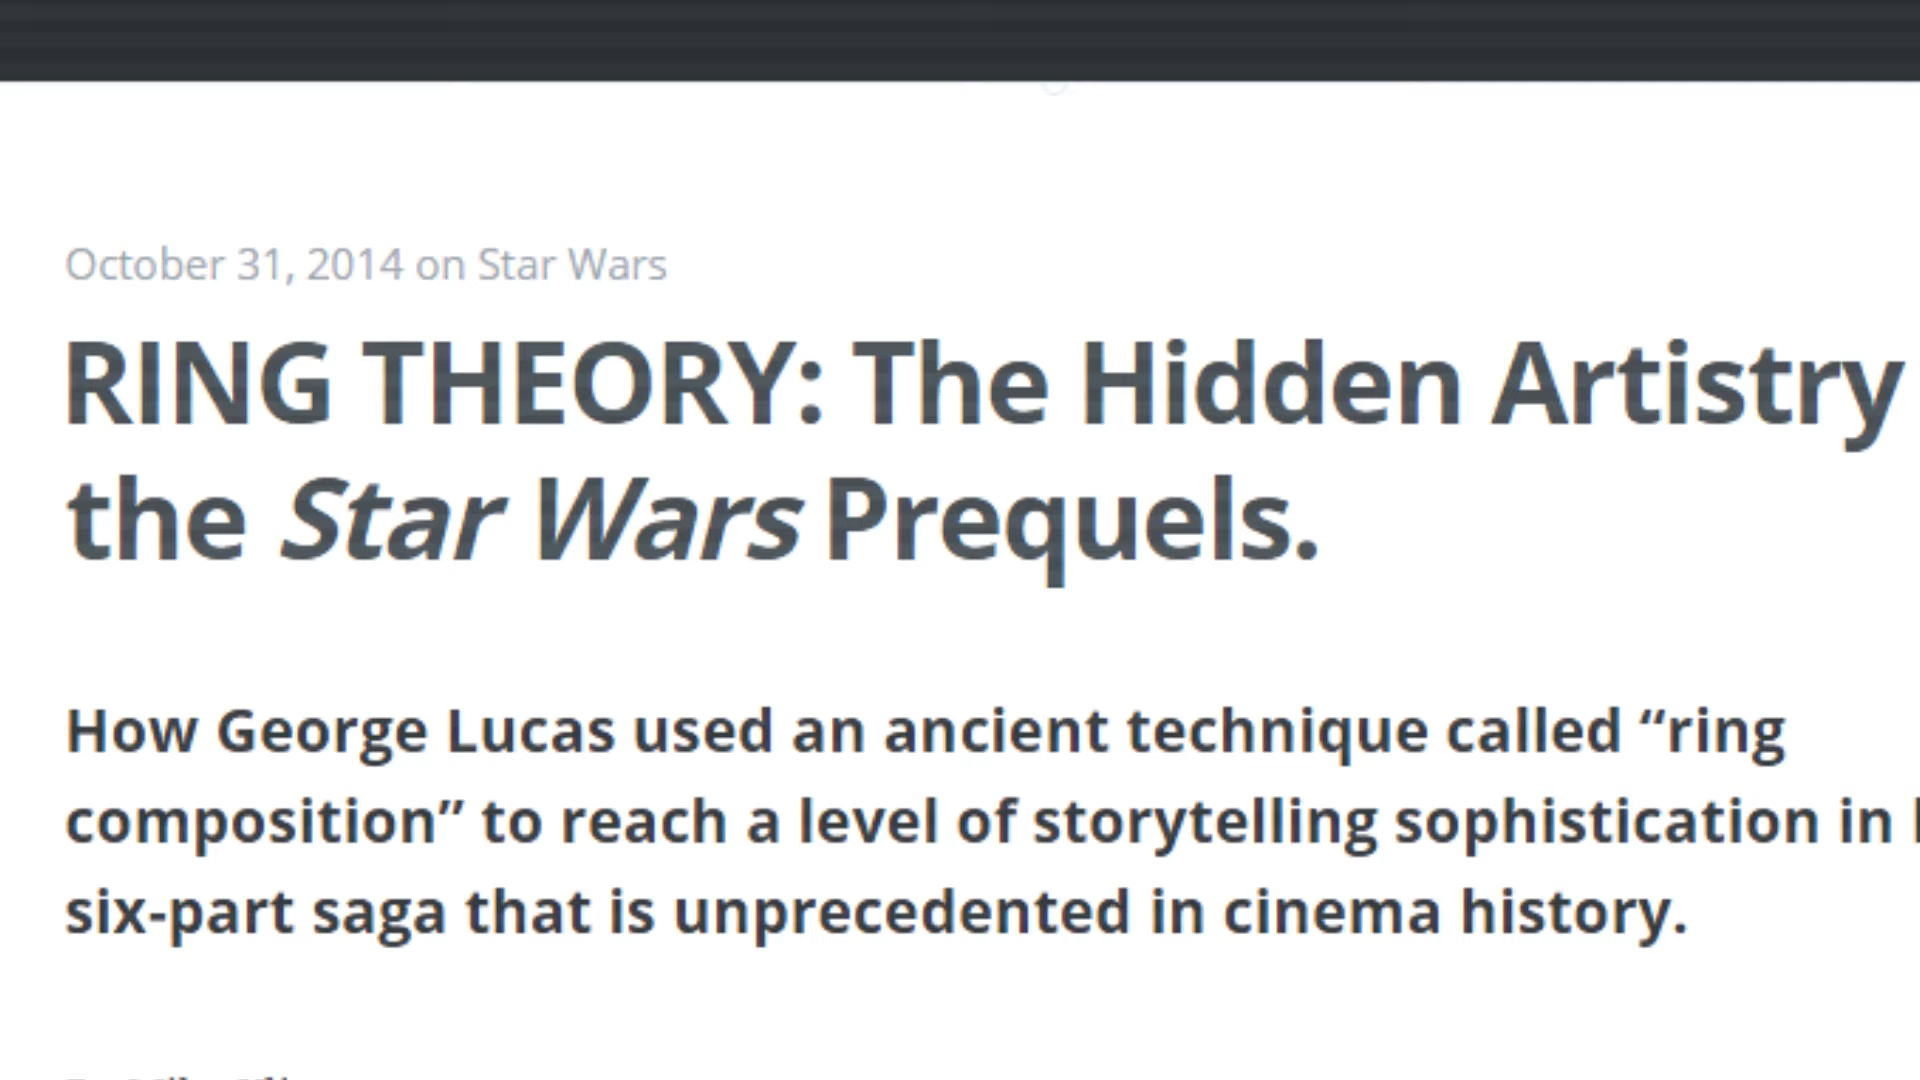 October 31, 2014 on Star Wars
RING THEORY: The Hidden Artistry
the Star Wars Prequels.
How George Lucas used an ancient technique called “ring
composition” to reach a level of storytelling sophistication in
six-part saga that is unprecedented in cinema history.